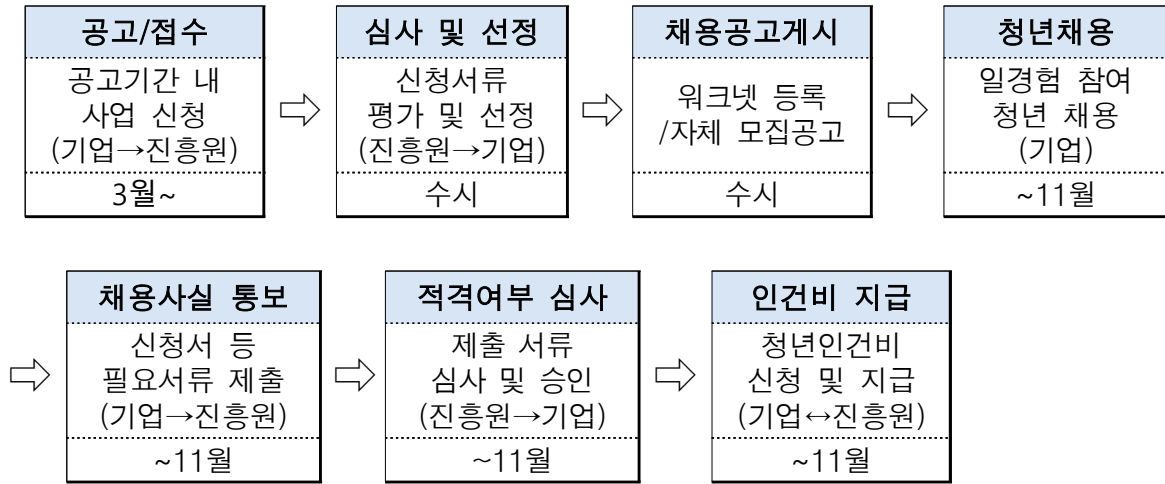 공고/접수
공고기간 내
사업 신청
(기업→진흥원)
3월~
심사 및 선정
신청서류
평가 및 선정
(진흥원→기업)
수시
채용공고게시
워크넷 등록
/자체 모집공고
수시
청년채용
일경험 참여
청년 채용
(기업)
~11월
채용사실 통보
신청서 등
필요서류 제출
(기업→진흥원)
~11월
적격여부 심사
제출 서류
심사 및 승인
(진흥원→기업)
~11월
인건비 지급
청년인건비
신청 및 지급
(기업↔진흥원)
~11월